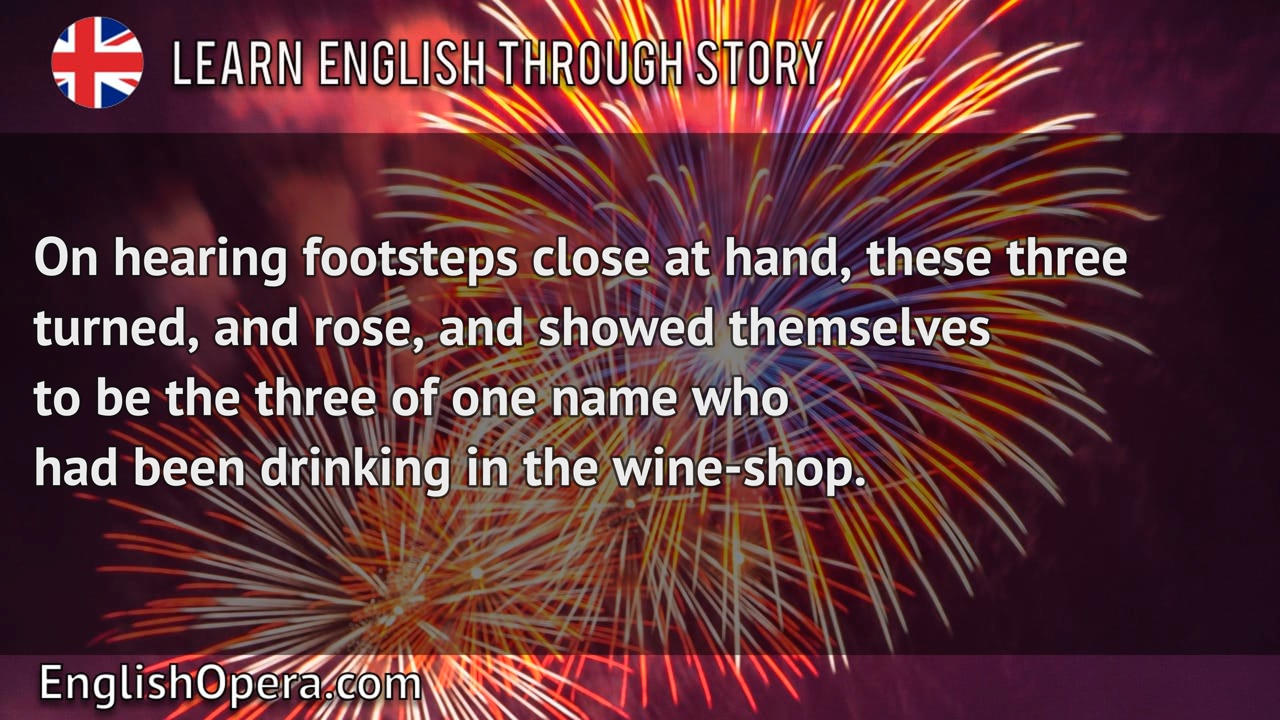 LEARN ENGLISH THROUGH STORY
On hearing footsteps close at hand, these three
turned, and rose, and showed themselves
to be the three of one name who
had been drinking in the wine-shop.
EnglishOpera.com